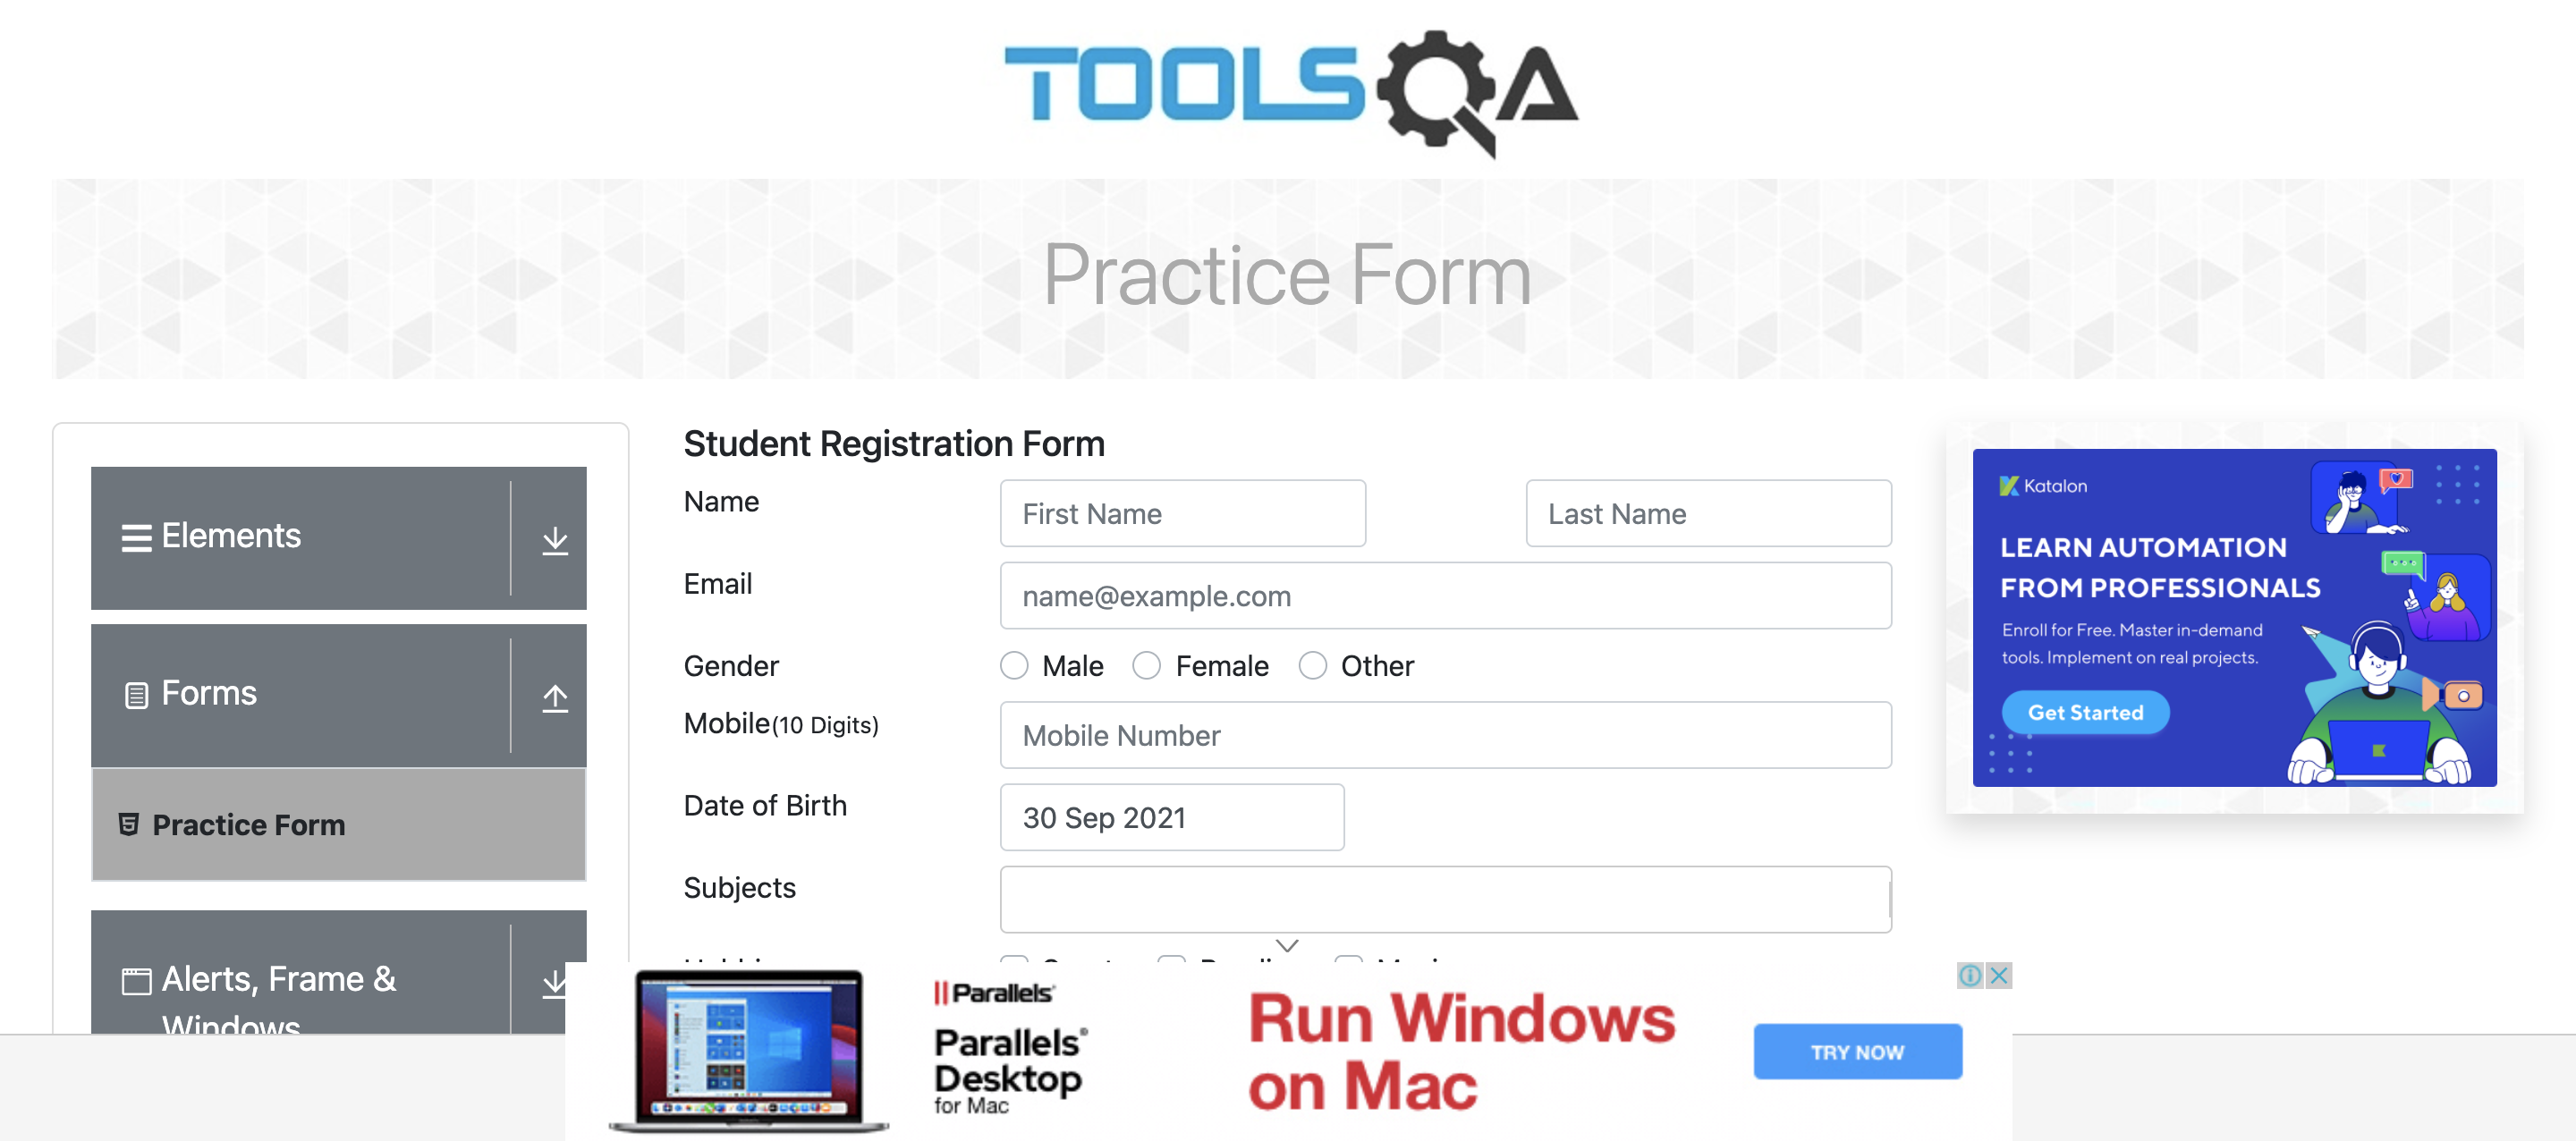 TOOLSQA
Practice Form
Elements
Forms
Practice Form
Alerts, Frame &
Windows
Student Registration Form
Name
First Name
Last Name
Email
name@example.com
Gender
Male
Female
Other
Mobile(10 Digits)
Mobile Number
Date of Birth
30 Sep 2021
Subjects
Katalon
LEARN AUTOMATION
FROM PROFESSIONALS
Enroll for Free. Master in-demand
tools. Implement on real projects.
Get Started
Parallels®
Parallels®
Desktop
for Mac
Run Windows
on Mac
TRY NOW